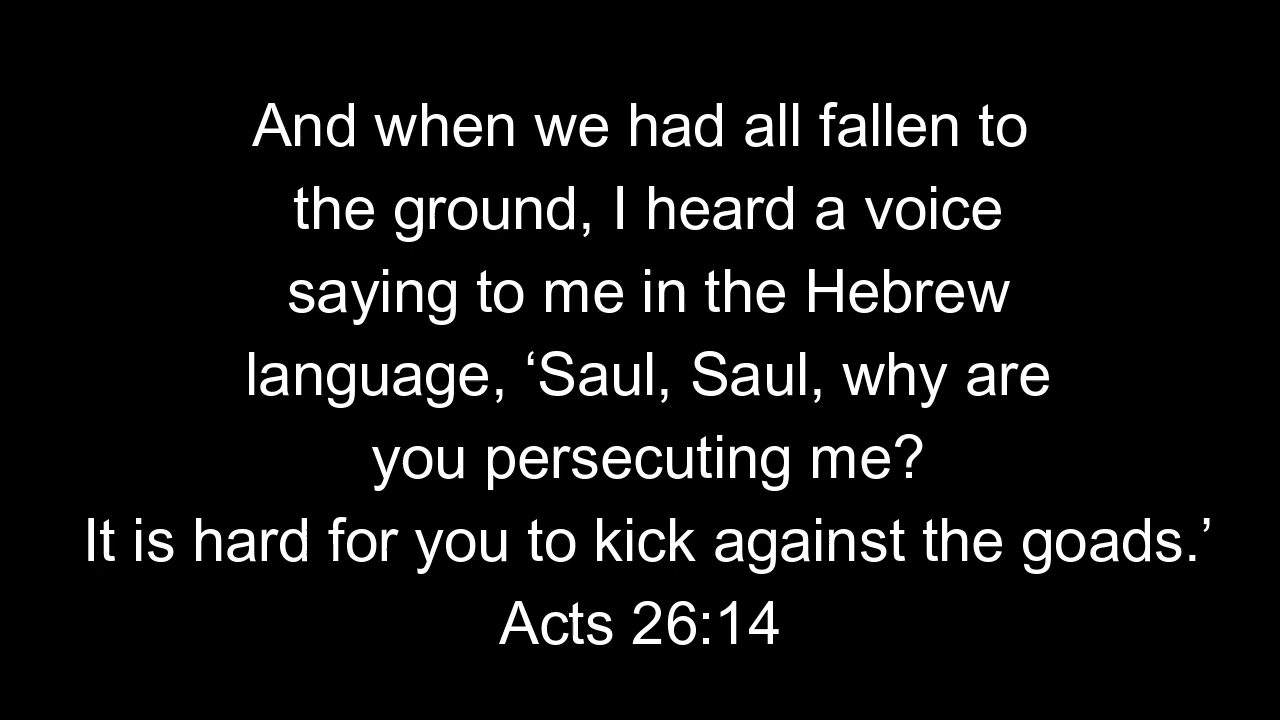 And when we had all fallen to
the ground, I heard a voice
saying to me in the Hebrew
language, ‘Saul, Saul, why are
you persecuting me?
It is hard for you to kick against the goads.’
Acts 26:14